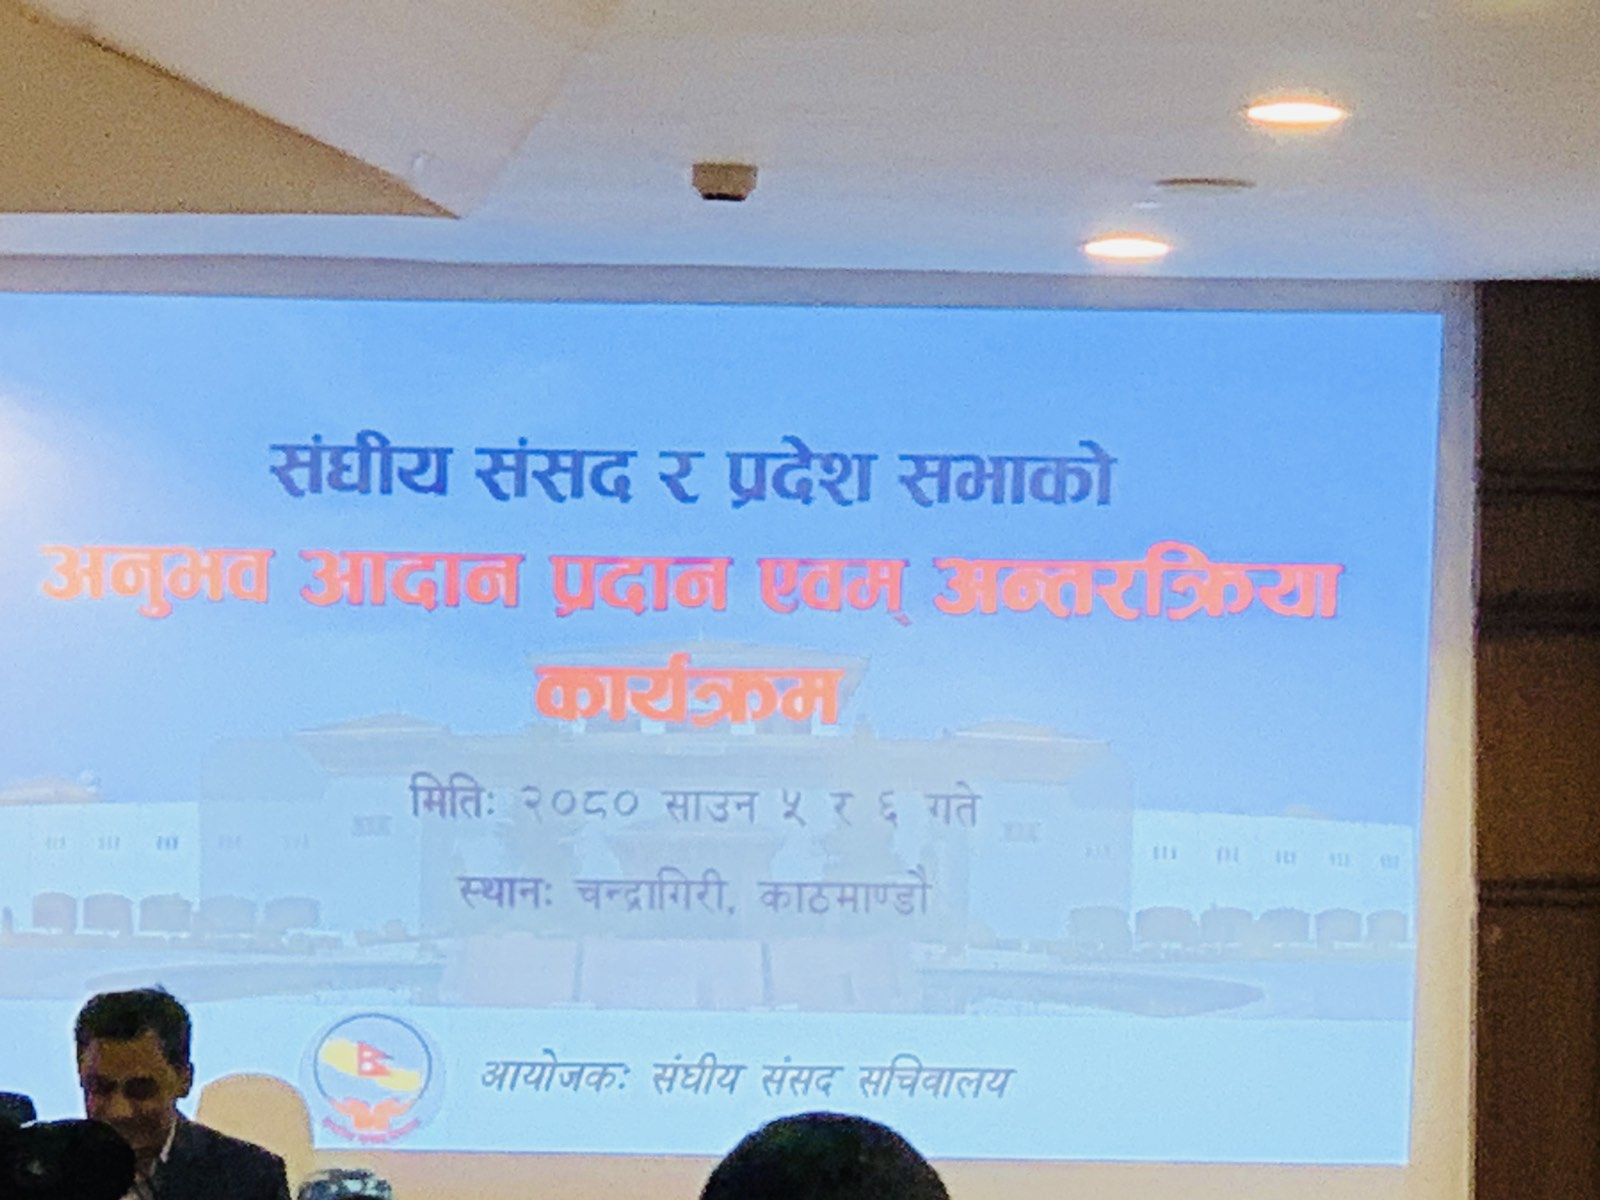 संघीय संसद र प्रदेश सभाको
अनुभव आदान प्रदान एवम् अन्तरक्रिया
कार्यक्रम
मितिः २०८० साउन ५ र ६ गते
स्थानः चन्द्रागिरी, काठमाण्डौ
आयोजकः संघीय संसद सचिवालय